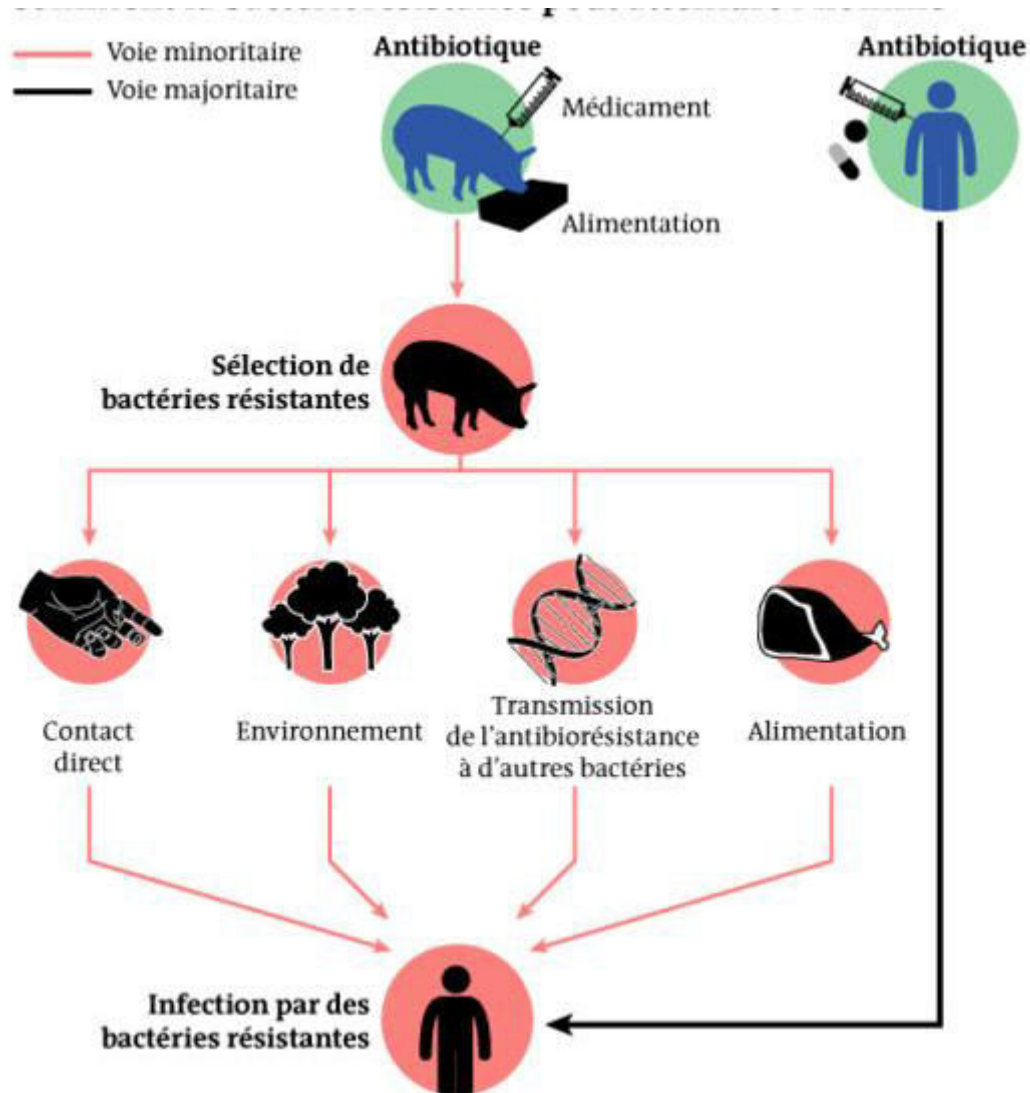 Voie minoritaire
Voie majoritaire
Antibiotique
Médicament
Alimentation
Antibiotique
Sélection de
bactéries résistantes
Contact
direct
Environnement
Transmission
de l'antibiorésistance
à d'autres bactéries
Alimentation
Infection par des
bactéries résistantes